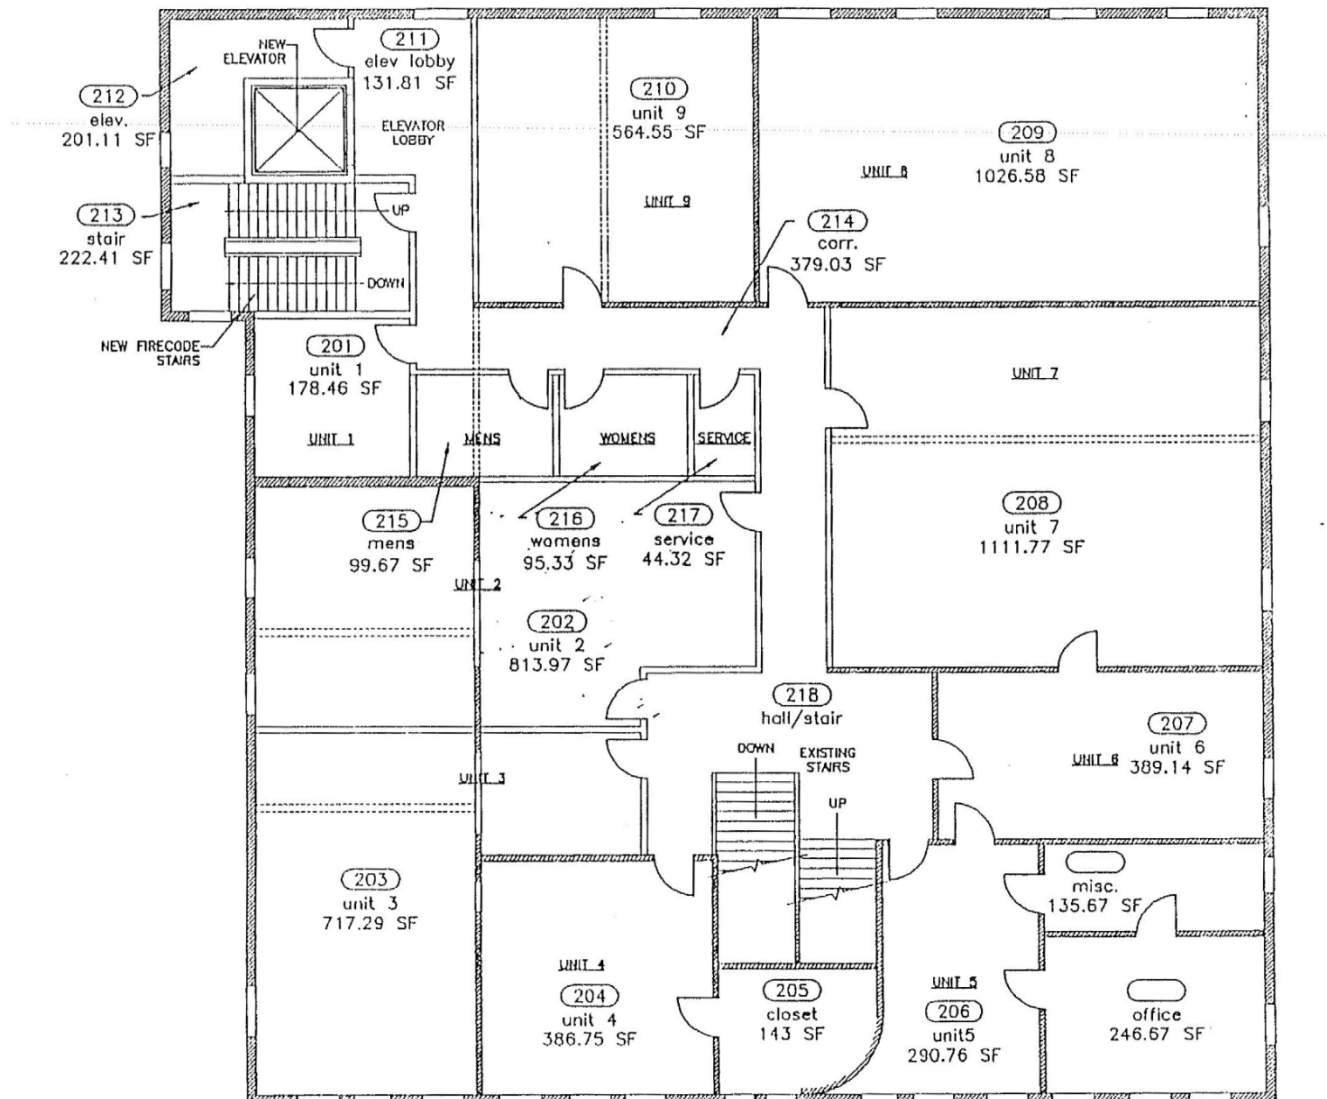 NEW
ELEVATOR
211
elev lobby
131.81 SF
212
elev.
201.11 SF
ELEVATOR
LOBBY
210
unit 9
564.55 SF
UNIT 9
209
unit 8
1026.58 SF
UNIT 8
213
stair
222.41 SF
UP
DOWN
214
corr.
379.03 SF
NEW FIRECODE
STAIRS
201
unit 1
178.46 SF
UNIT 1
MENS
WOMENS
SERVICE
UNIT 7
215
mens
99.67 SF
216
womens
95.33 SF
217
service
44.32 SF
208
unit 7
1111.77 SF
UNIT 2
202
unit 2
813.97 SF
218
hall/stair
DOWN
EXISTING
STAIRS
UP
207
unit 6
389.14 SF
UNIT 6
UNIT 3
203
unit 3
717.29 SF
misc.
135.67 SF
UNIT 4
204
unit 4
386.75 SF
205
closet
143 SF
UNIT 5
206
unit5
290.76 SF
office
246.67 SF